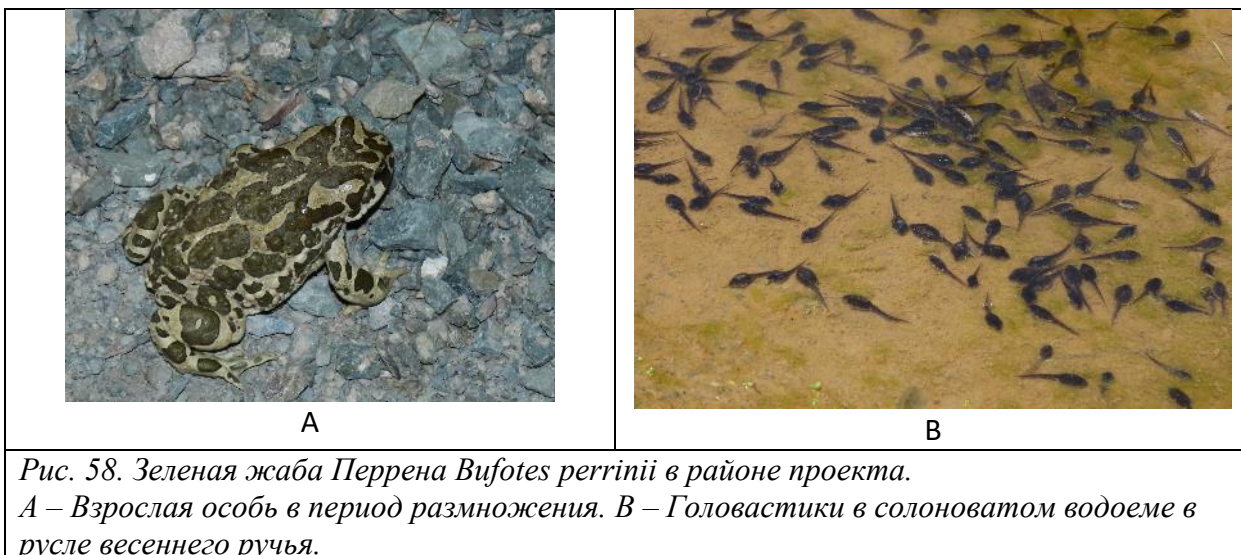 A
B
Рис. 58. Зеленая жаба Перрена Bufotes perrinii в районе проекта.
А – Взрослая особь в период размножения. В – Головастики в солоноватом водоеме в
русле весеннего ручья.